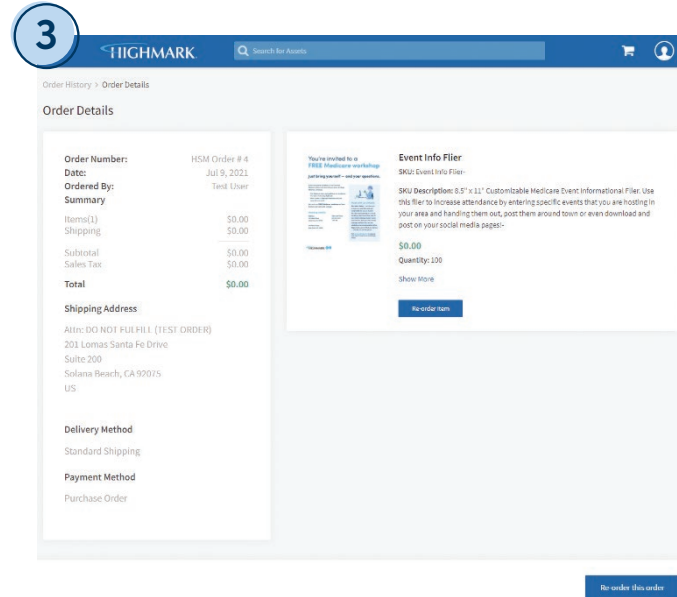 3
HIGHMARK
Search for Assets
Order History > Order Details
Order Details
Order Number: HSM Order # 4
Date: Jul 9, 2021
Ordered By: Test User
Summary
Items(1) $0.00
Shipping $0.00
Subtotal $0.00
Sales Tax $0.00
Total $0.00
Shipping Address
Attn: DO NOT FULFILL (TEST ORDER)
201 Lomas Santa Fe Drive
Suite 200
Solana Beach, CA 92075
US
Delivery Method
Standard Shipping
Payment Method
Purchase Order
You're invited to a
FREE Medicare workshop
Just bring yourself — and your questions.
Event Info Flier
SKU: Event Info Flier-
SKU Description: 8.5" x 11" Customizable Medicare Event Informational Flier. Use
this flier to increase attendance by entering specific events that you are hosting in
your area and handing them out, post them around town or even download and
post on your social media pages!-
$0.00
Quantity: 100
Show More
Re-order Item
Re-order this order